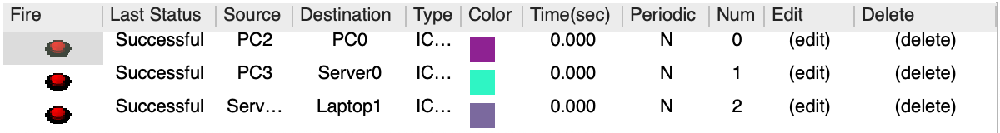 Fire Last Status Source Destination Type Color Time(sec) Periodic Num Edit Delete
Successful PC2 PC0 IC... 0.000 N 0 (edit) (delete)
Successful PC3 Server0 IC... 0.000 N 1 (edit) (delete)
Successful Serv... Laptop1 IC... 0.000 N 2 (edit) (delete)